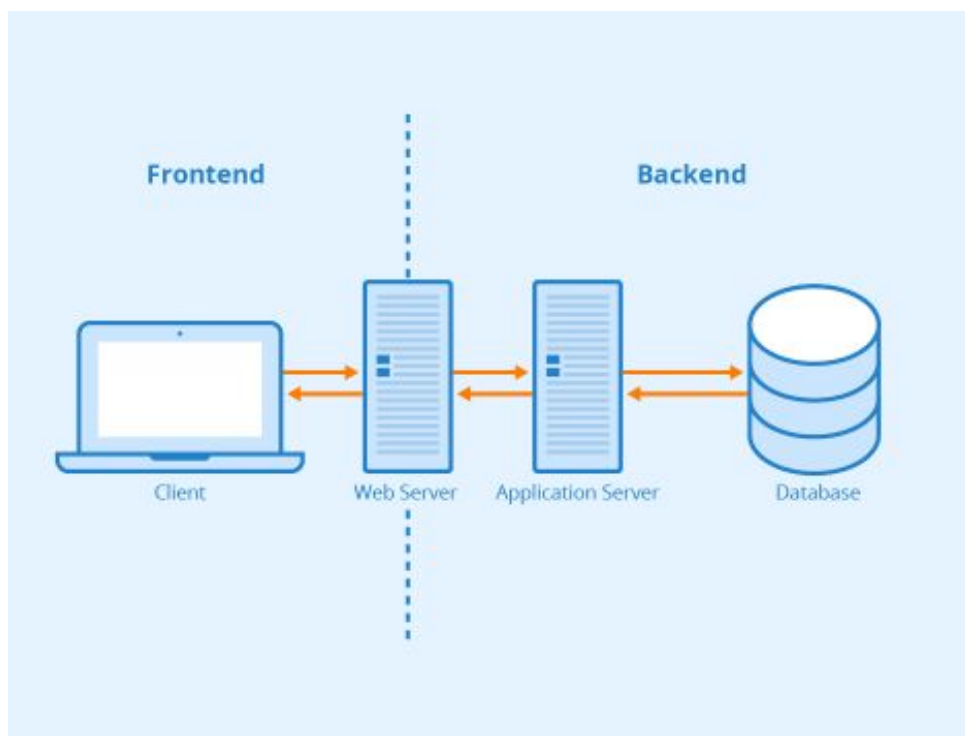 Frontend
Backend
Client
Web Server
Application Server
Database